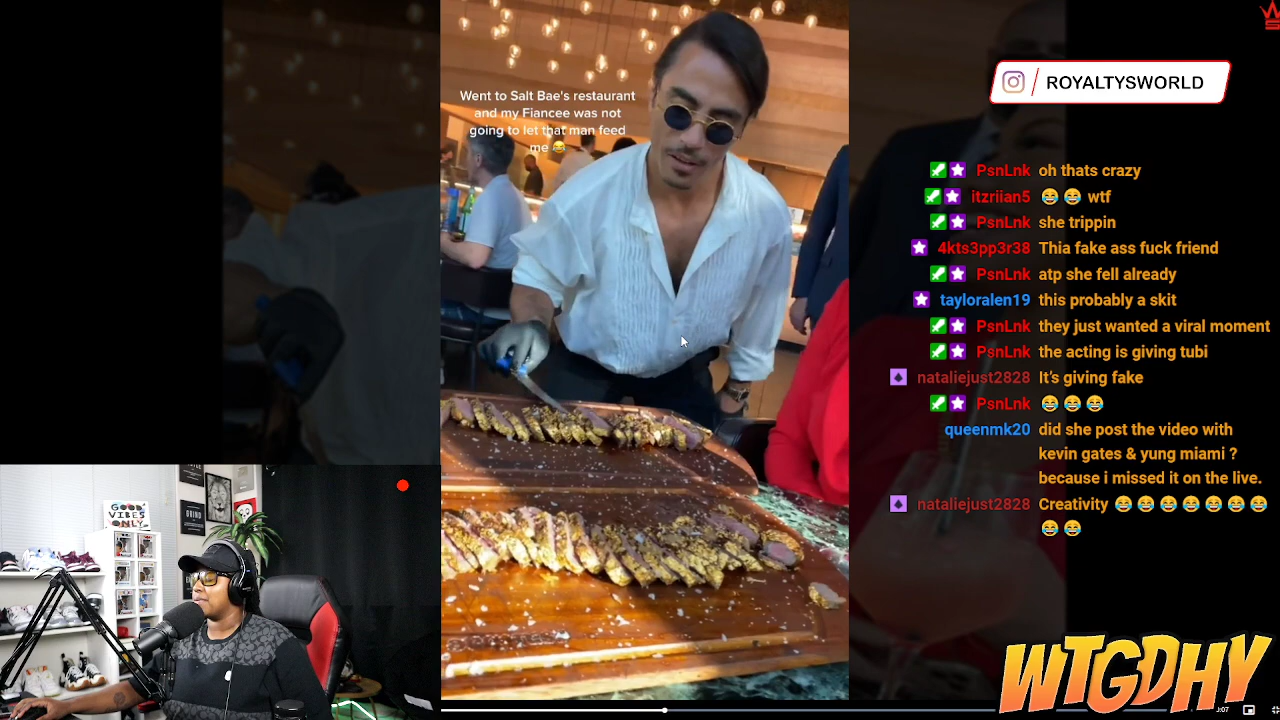 Went to Salt Bae's restaurant
and my Fiancee was not
going to let that man feed
me 😂
ROYALTYSWORLD
PsnLnk oh thats crazy
itzriian5 😂 😂 wtf
PsnLnk she trippin
4kts3pp3r38 Thia fake ass fuck friend
PsnLnk atp she fell already
tayloralen19 this probably a skit
PsnLnk they just wanted a viral moment
PsnLnk the acting is giving tubi
nataliejust2828 It's giving fake
PsnLnk 😂 😂 😂
queenmk20 did she post the video with
kevin gates & yung miami ?
because i missed it on the live.
nataliejust2828 Creativity 😂 😂 😂 😂 😂 😂 😂
😂 😂
GOOD
VIBES
ONLY
GRIND
WTGDHY